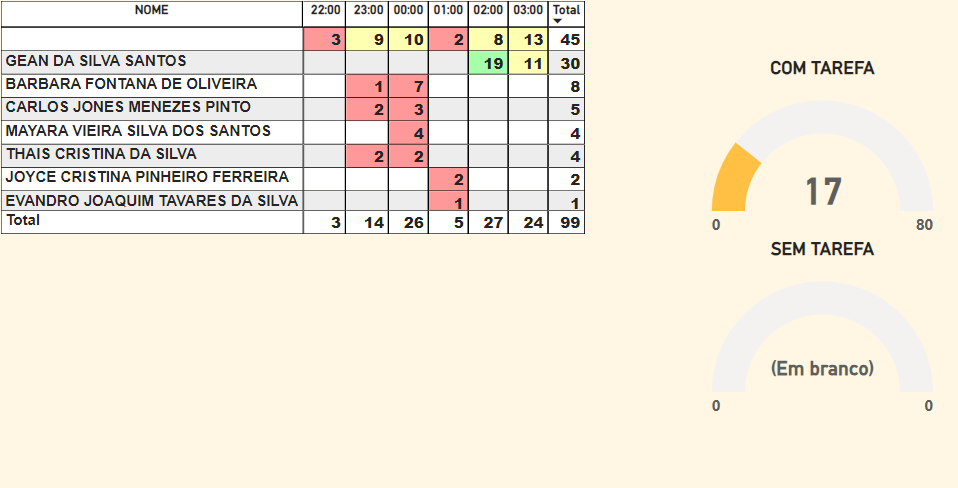 NOME 22:00 23:00 00:00 01:00 02:00 03:00 Total
3 9 10 2 8 13 45
GEAN DA SILVA SANTOS 19 11 30
BARBARA FONTANA DE OLIVEIRA 1 7 8
CARLOS JONES MENEZES PINTO 2 3 5
MAYARA VIEIRA SILVA DOS SANTOS 4 4
THAIS CRISTINA DA SILVA 2 2 4
JOYCE CRISTINA PINHEIRO FERREIRA 2 2
EVANDRO JOAQUIM TAVARES DA SILVA 1 1
Total 3 14 26 5 27 24 99
COM TAREFA
17
0 80
SEM TAREFA
(Em branco)
0 0